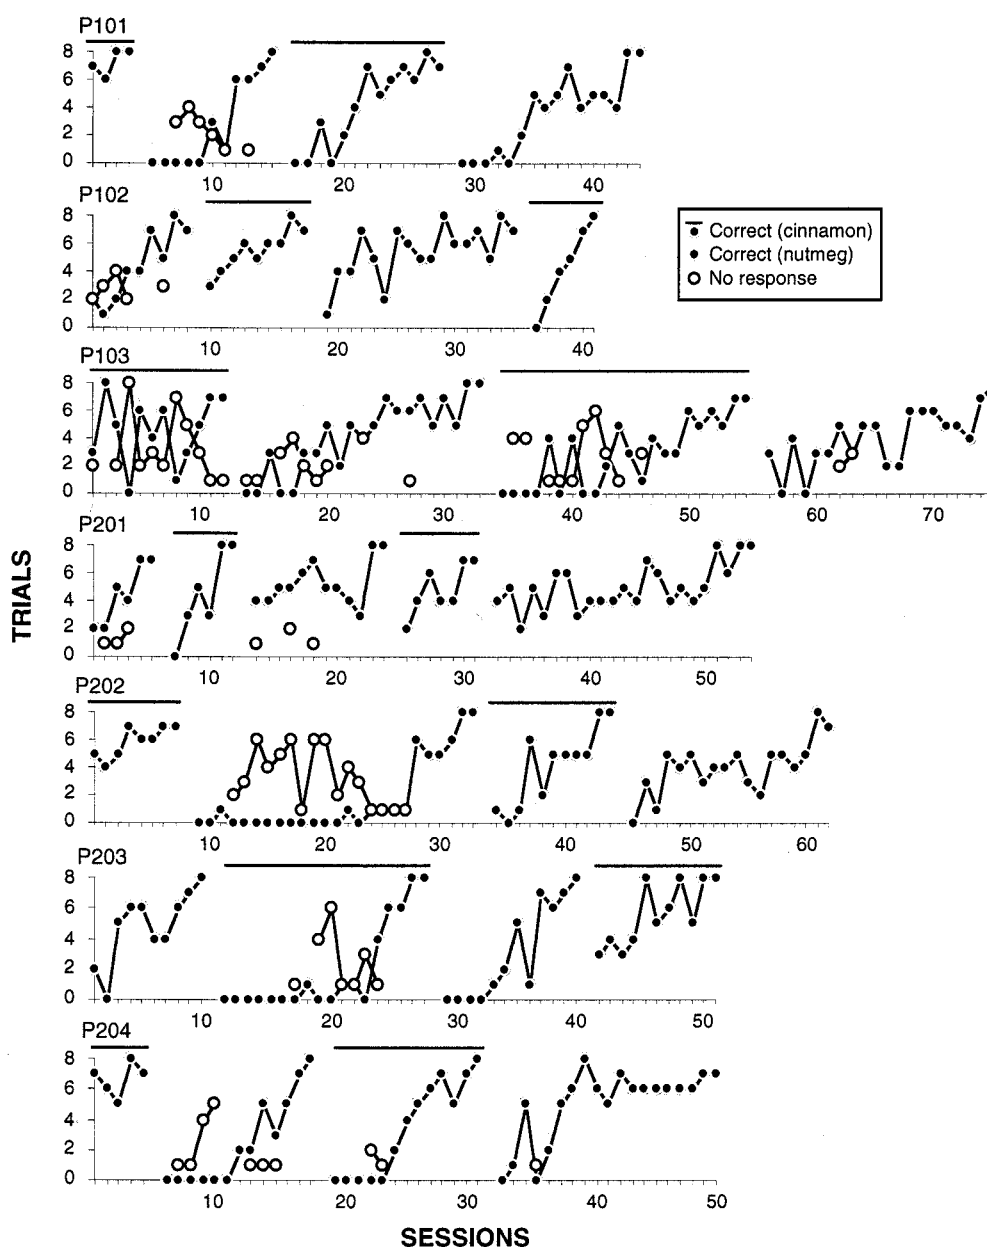 P101
8
6
4
2
0
10 20 30 40
P102
8
6
4
2
0
10 20 30 40
Correct (cinnamon)
Correct (nutmeg)
No response
P103
8
6
4
2
0
10 20 30 40 50 60 70
P201
8
6
4
2
0
10 20 30 40 50
TRIALS
P202
8
6
4
2
0
10 20 30 40 50 60
P203
8
6
4
2
0
10 20 30 40 50
P204
8
6
4
2
0
10 20 30 40 50
SESSIONS